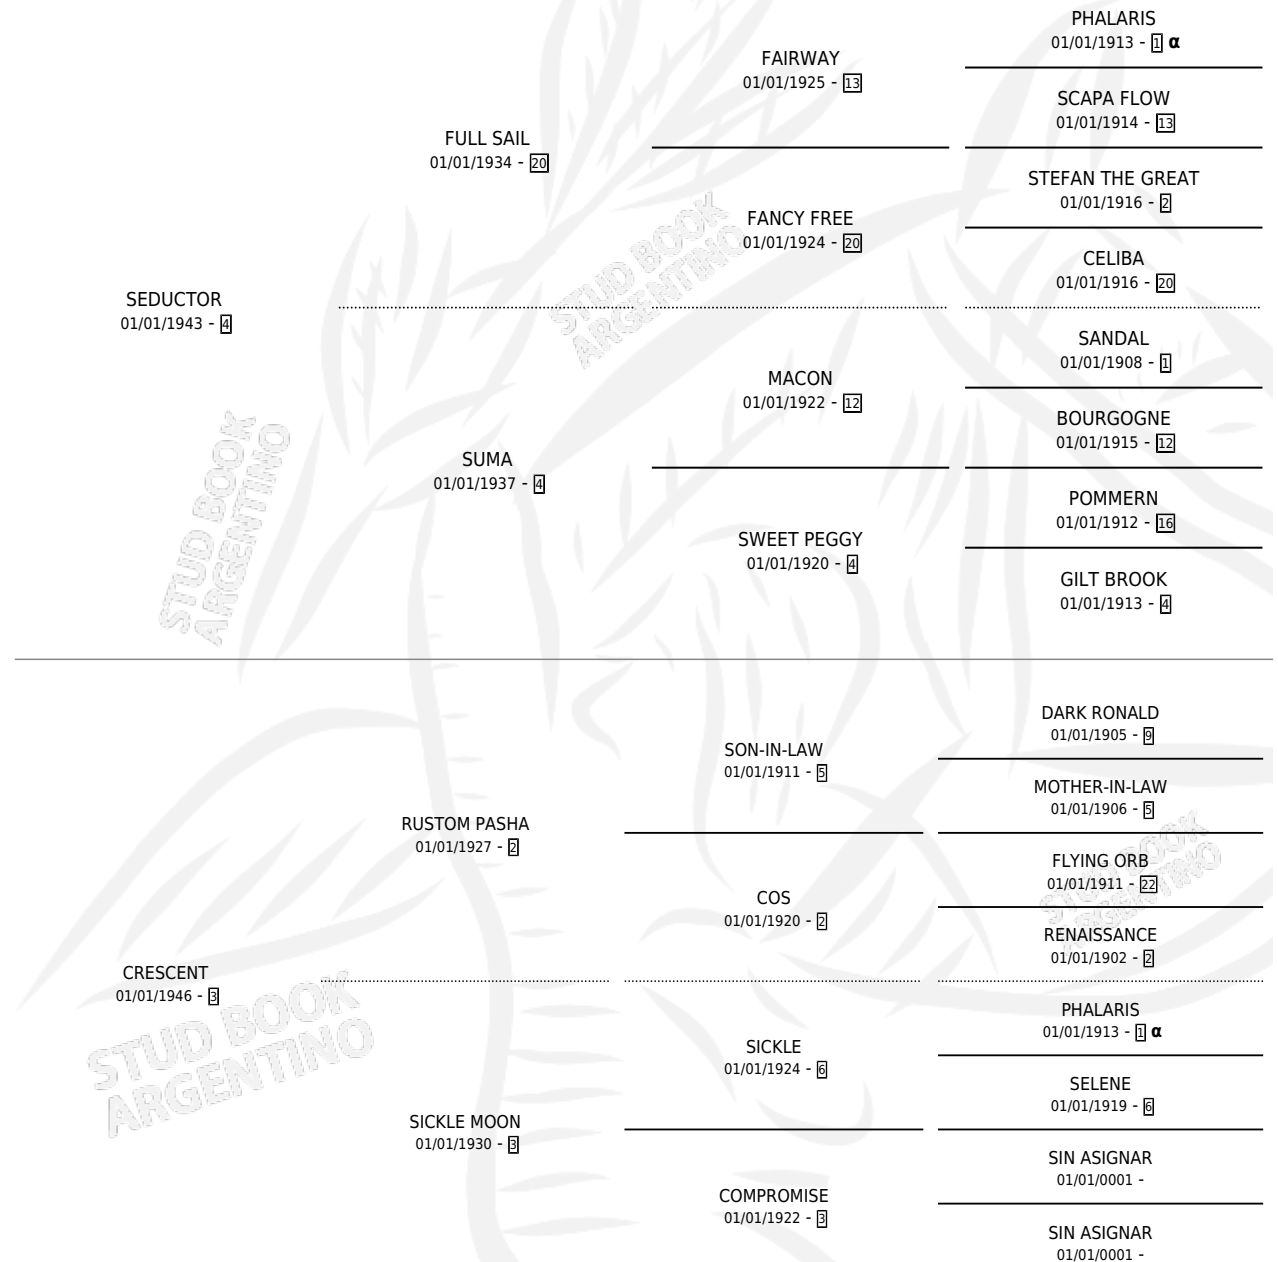 PHALARIS
01/01/1913 - 1 α
FAIRWAY
01/01/1925 - 13
SCAPA FLOW
01/01/1914 - 13
FULL SAIL
01/01/1934 - 20
STEFAN THE GREAT
01/01/1916 - 2
FANCY FREE
01/01/1924 - 20
CELIBA
01/01/1916 - 20
SEDUCTOR
01/01/1943 - 4
SANDAL
01/01/1908 - 1
MACON
01/01/1922 - 12
BOURGOGNE
01/01/1915 - 12
SUMA
01/01/1937 - 4
POMMERN
01/01/1912 - 16
SWEET PEGGY
01/01/1920 - 4
GILT BROOK
01/01/1913 - 4
DARK RONALD
01/01/1905 - 9
SON-IN-LAW
01/01/1911 - 5
MOTHER-IN-LAW
01/01/1906 - 5
RUSTOM PASHA
01/01/1927 - 2
FLYING ORB
01/01/1911 - 22
COS
01/01/1920 - 2
RENAISSANCE
01/01/1902 - 2
CRESCENT
01/01/1946 - 3
PHALARIS
01/01/1913 - 1 α
SICKLE
01/01/1924 - 6
SELENE
01/01/1919 - 6
SICKLE MOON
01/01/1930 - 3
SIN ASIGNAR
01/01/0001 -
COMPROMISE
01/01/1922 - 3
SIN ASIGNAR
01/01/0001 -
STUD BOOK
ARGENTINO
STUD BOOK
ARGENTINO
STUD BOOK
ARGENTINO
STUD BOOK
ARGENTINO